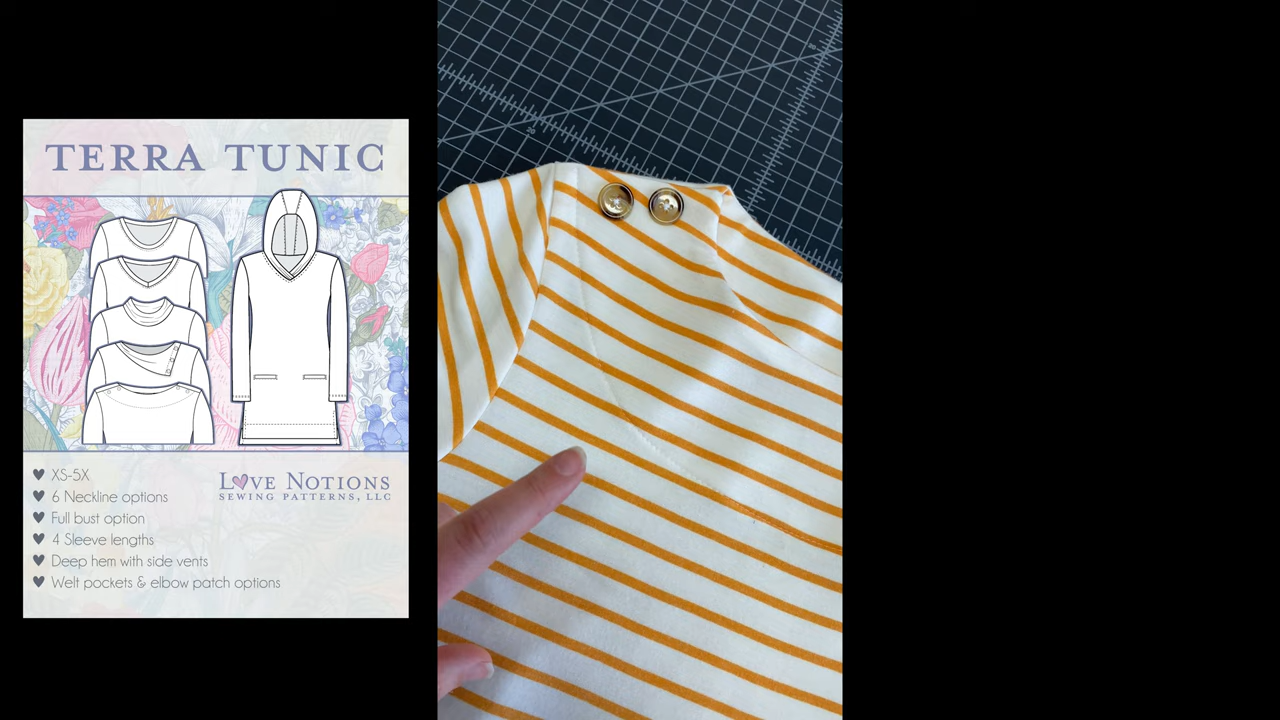 TERRA TUNIC
XS-5X
6 Neckline options
Full bust option
4 Sleeve lengths
Deep hem with side vents
Welt pockets & elbow patch options
LOVE NOTIONS
SEWING PATTERNS, LLC